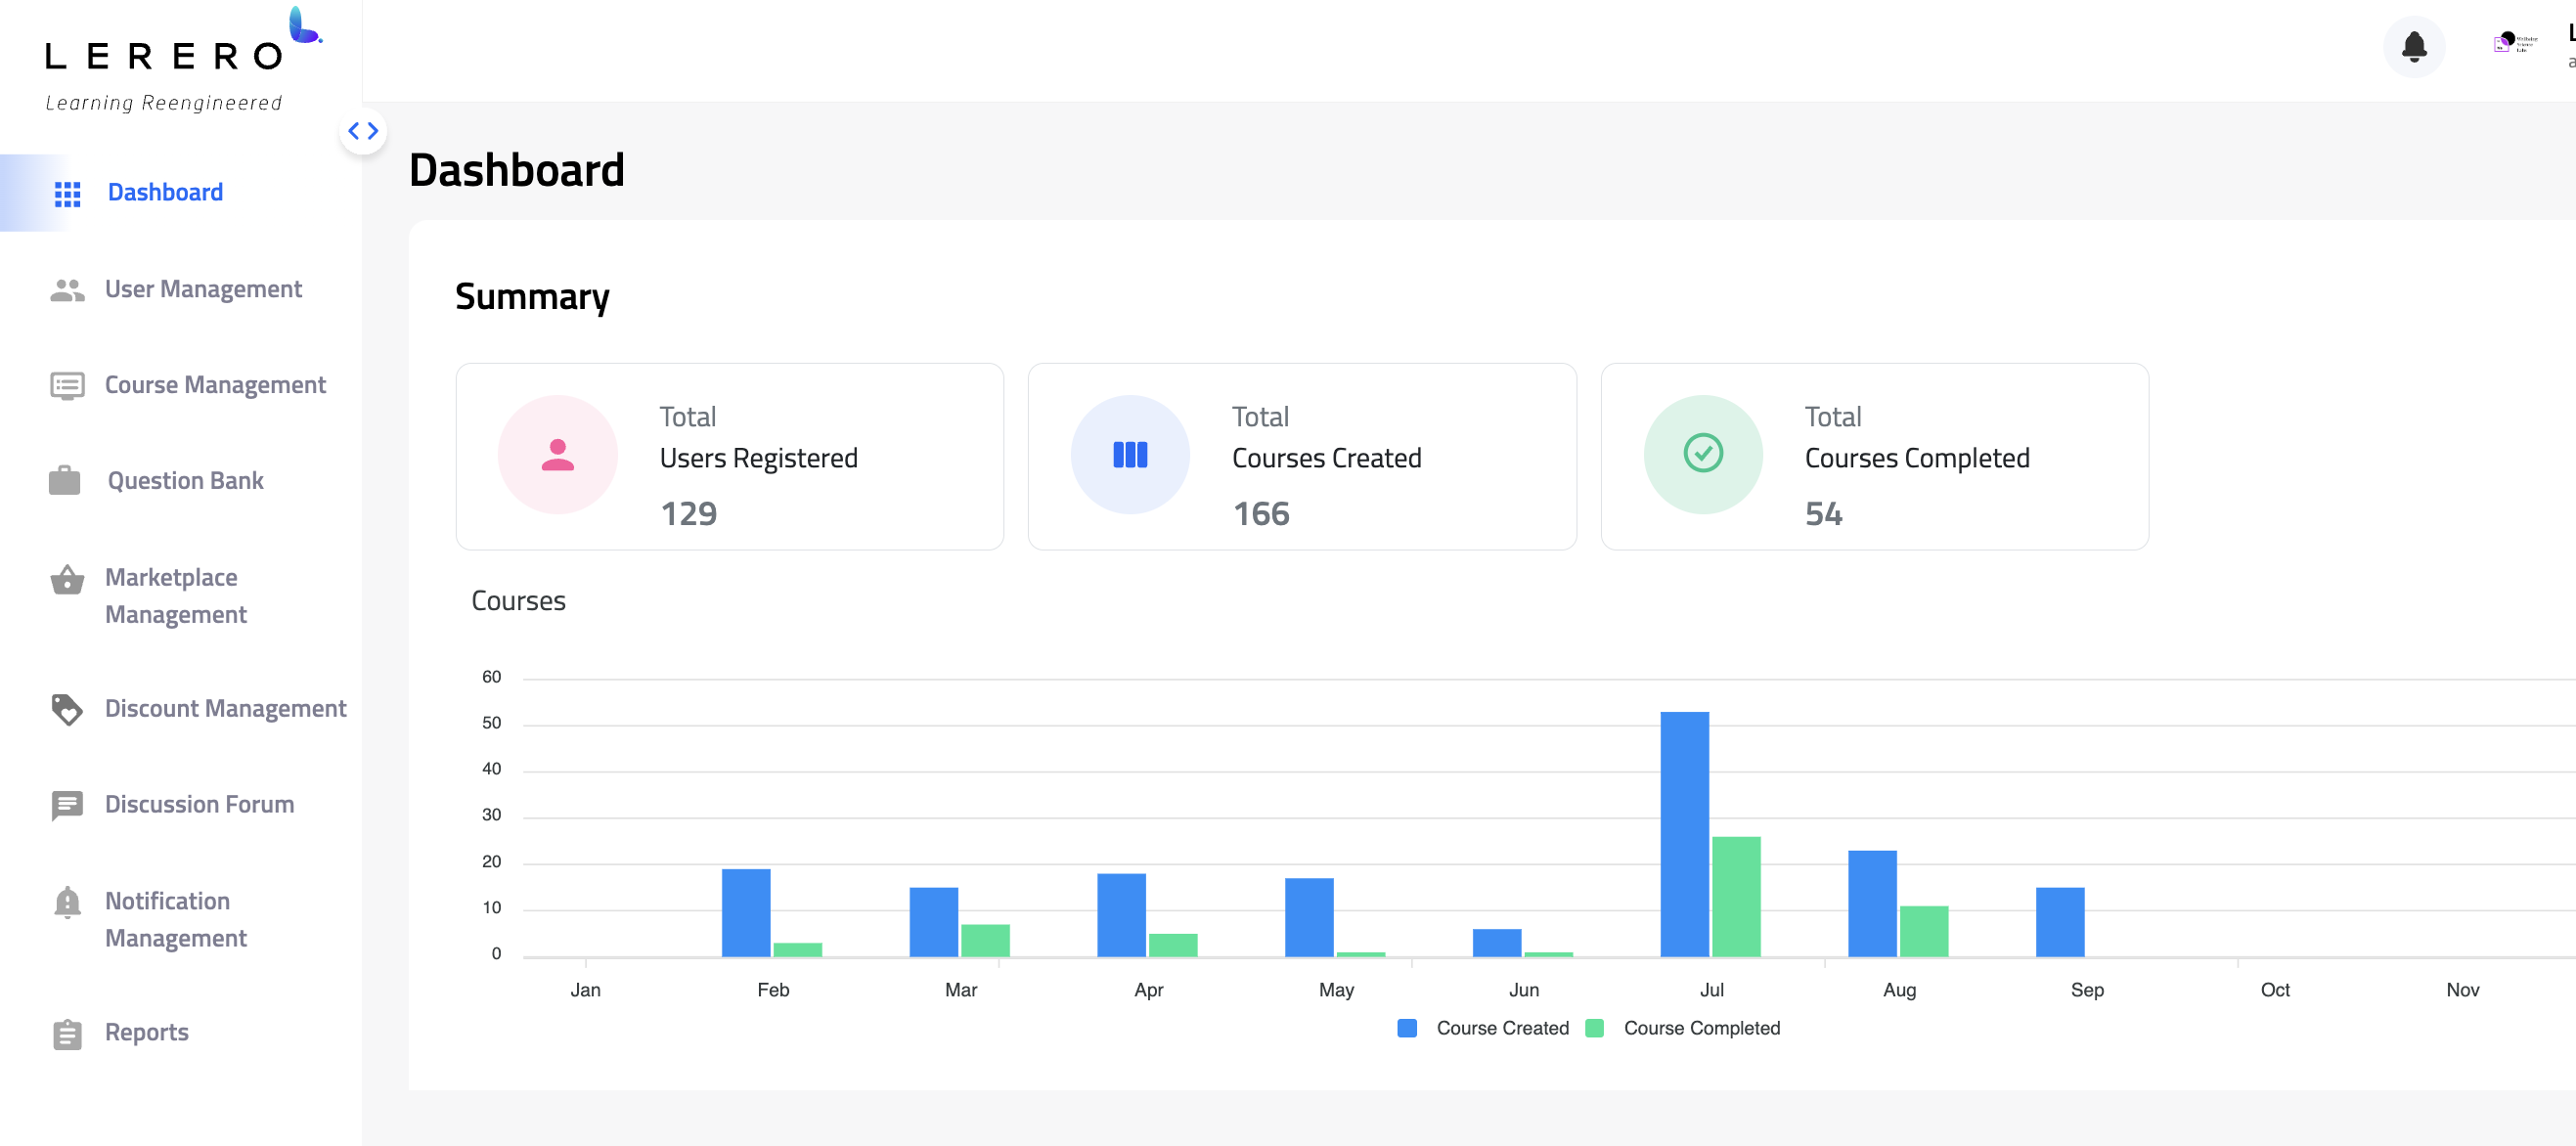 LERERO
Learning Reengineered
Dashboard
User Management
Course Management
Question Bank
Marketplace
Management
Discount Management
Discussion Forum
Notification
Management
Reports
Dashboard
Summary
Total
Users Registered
129
Total
Courses Created
166
Total
Courses Completed
54
Courses
60
50
40
30
20
10
0
Jan Feb Mar Apr May Jun Jul Aug Sep Oct Nov
Course Created Course Completed